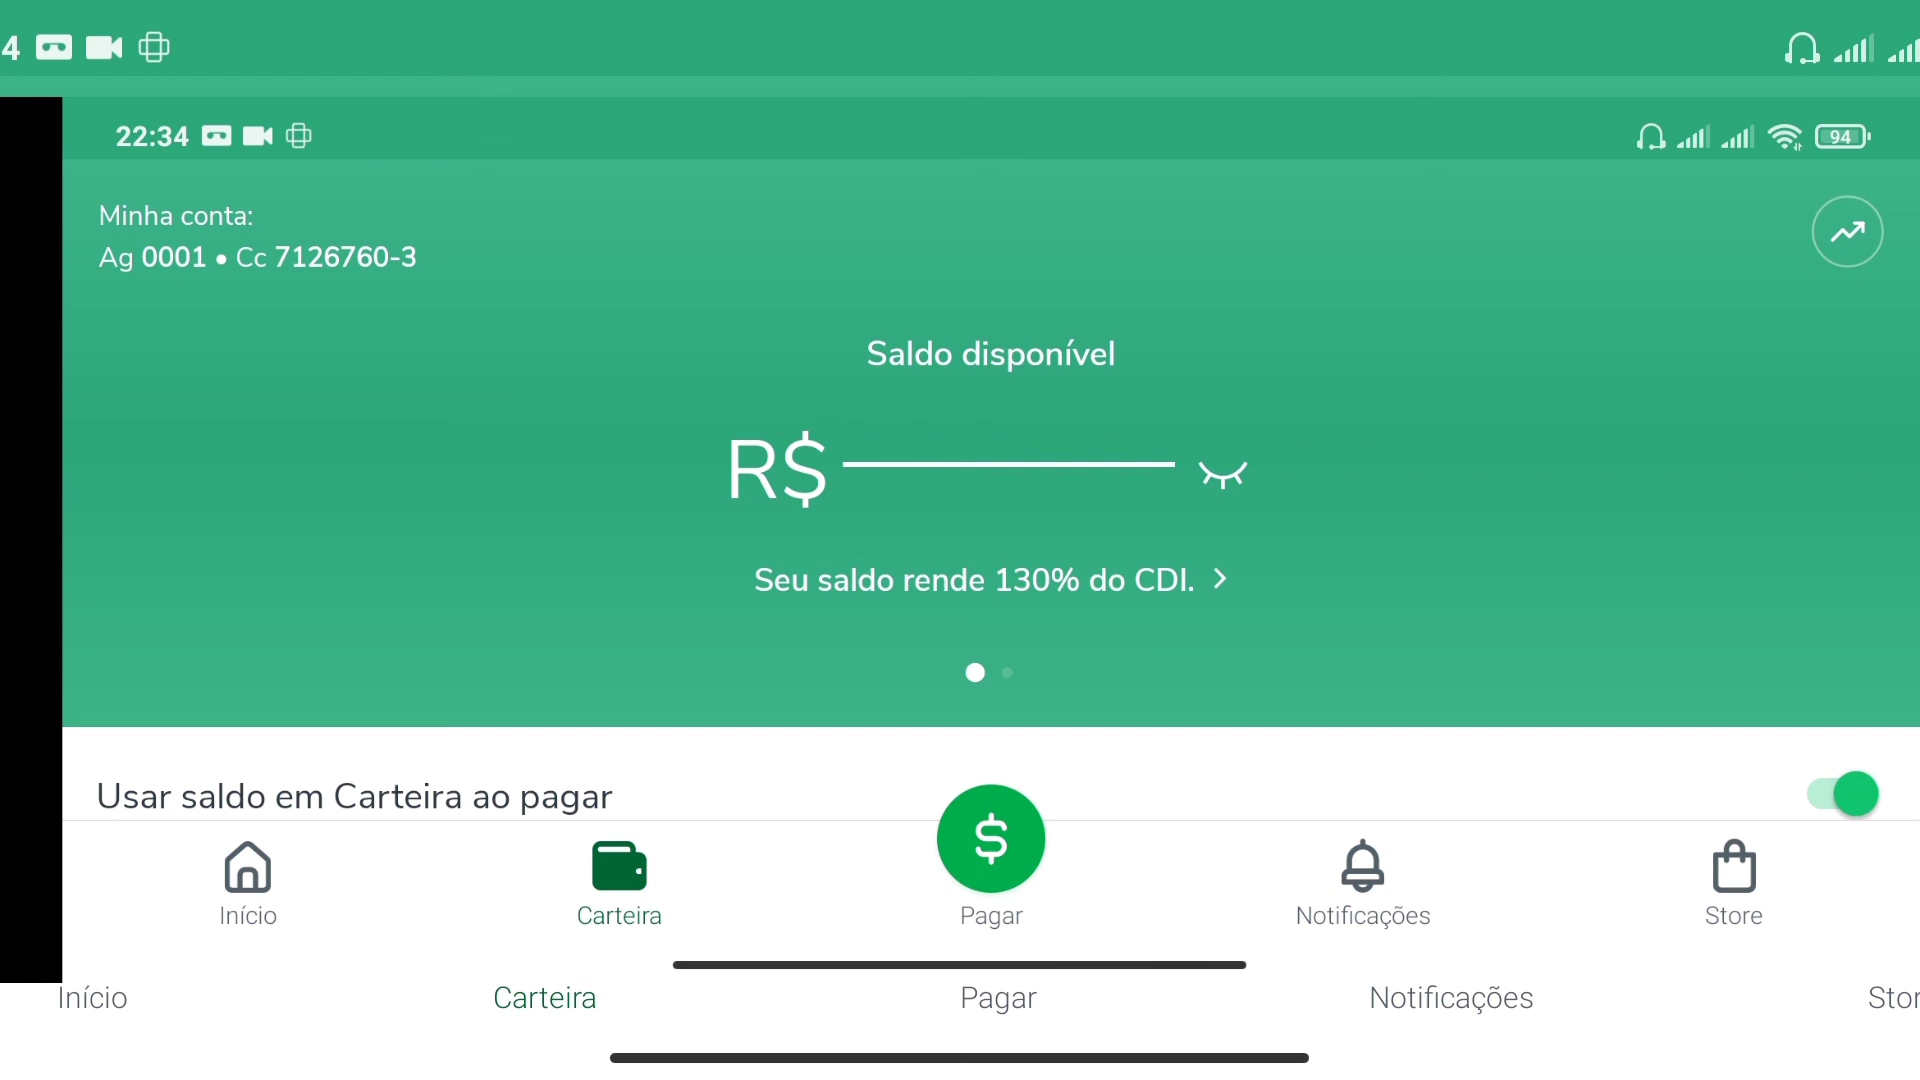 4
22:34
94
Minha conta:
Ag 0001 • Cc 7126760-3
Saldo disponível
R$
Seu saldo rende 130% do CDI.
Usar saldo em Carteira ao pagar
Início
Carteira
Pagar
Notificações
Store
Início
Carteira
Pagar
Notificações
Stor